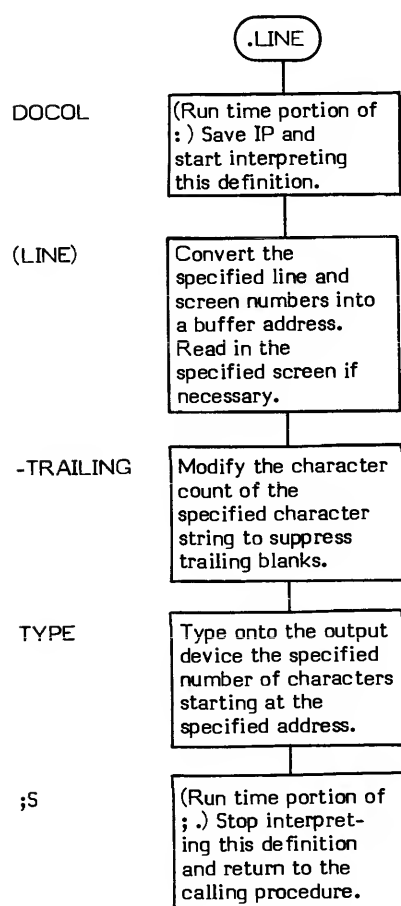 .LINE
DOCOL
(Run time portion of
: ) Save IP and
start interpreting
this definition.
(LINE)
Convert the
specified line and
screen numbers into
a buffer address.
Read in the
specified screen if
necessary.
-TRAILING
Modify the character
count of the
specified character
string to suppress
trailing blanks.
TYPE
Type onto the output
device the specified
number of characters
starting at the
specified address.
;S
(Run time portion of
; .) Stop interpret-
ing this definition
and return to the
calling procedure.